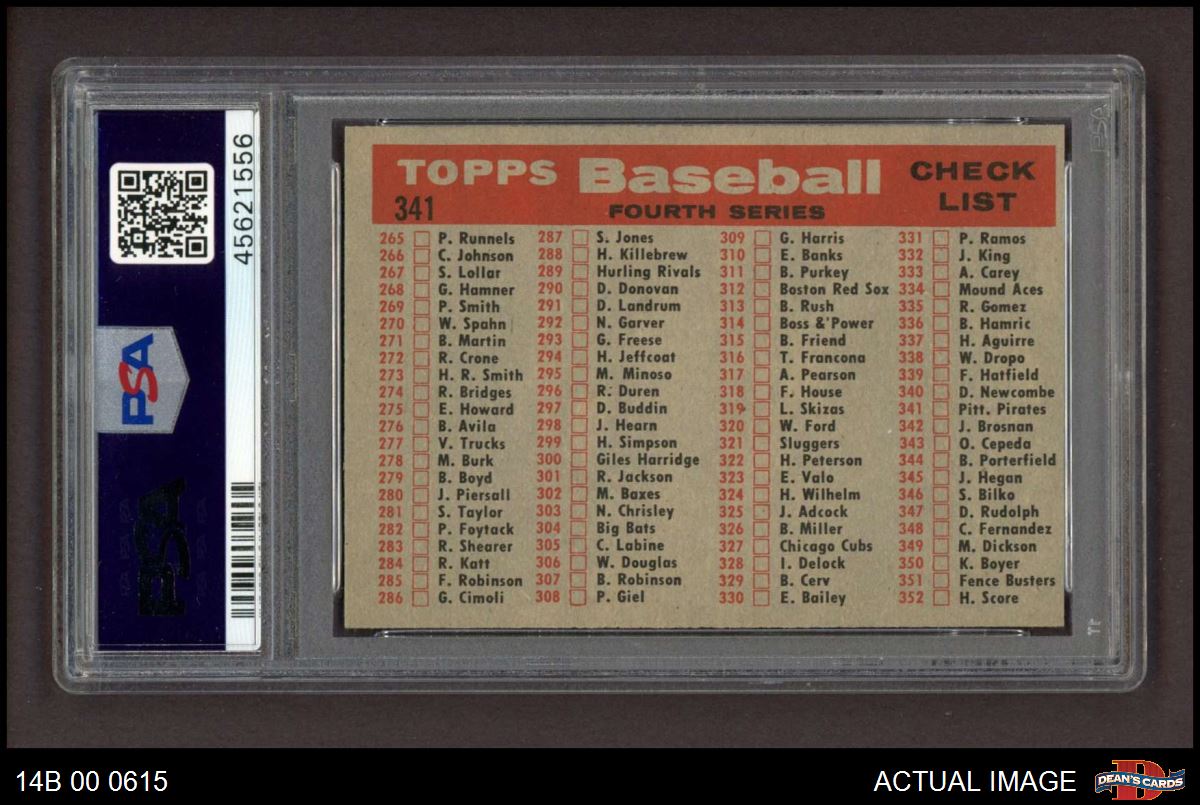 TOPPS Baseball CHECK LIST
341 FOURTH SERIES
265 P. Runnels 287 S. Jones 309 G. Harris 331 P. Ramos
266 C. Johnson 288 H. Killebrew 310 E. Banks 332 J. King
267 S. Lollar 289 Hurling Rivals 311 B. Purkey 333 A. Carey
268 G. Hamner 290 D. Donovan 312 Boston Red Sox 334 Mound Aces
269 P. Smith 291 D. Landrum 313 B. Rush 335 R. Gomez
270 W. Spahn 292 N. Garver 314 Boss & Power 336 B. Hamric
271 B. Martin 293 G. Freese 315 B. Friend 337 H. Aguirre
272 R. Crone 294 H. Jeffcoat 316 T. Francona 338 W. Dropo
273 H. R. Smith 295 M. Minoso 317 A. Pearson 339 F. Hatfield
274 R. Bridges 296 R. Duren 318 F. House 340 D. Newcombe
275 E. Howard 297 D. Buddin 319 L. Skizas 341 Pitt. Pirates
276 B. Avila 298 J. Hearn 320 W. Ford 342 J. Brosnan
277 V. Trucks 299 H. Simpson 321 Sluggers 343 O. Cepeda
278 M. Burk 300 Giles Harridge 322 H. Peterson 344 B. Porterfield
279 B. Boyd 301 R. Jackson 323 E. Valo 345 J. Hegan
280 J. Piersall 302 M. Baxes 324 H. Wilhelm 346 S. Bilko
281 S. Taylor 303 N. Chrisley 325 J. Adcock 347 D. Rudolph
282 P. Foytack 304 Big Bats 326 B. Miller 348 C. Fernandez
283 R. Shearer 305 C. Labine 327 Chicago Cubs 349 M. Dickson
284 R. Katt 306 W. Douglas 328 I. Delock 350 K. Boyer
285 F. Robinson 307 B. Robinson 329 B. Cerv 351 Fence Busters
286 G. Cimoli 308 P. Giel 330 E. Bailey 352 H. Score
45621556
PSA
PSA
PSA
14B 00 0615
ACTUAL IMAGE
DEAN'S CARDS